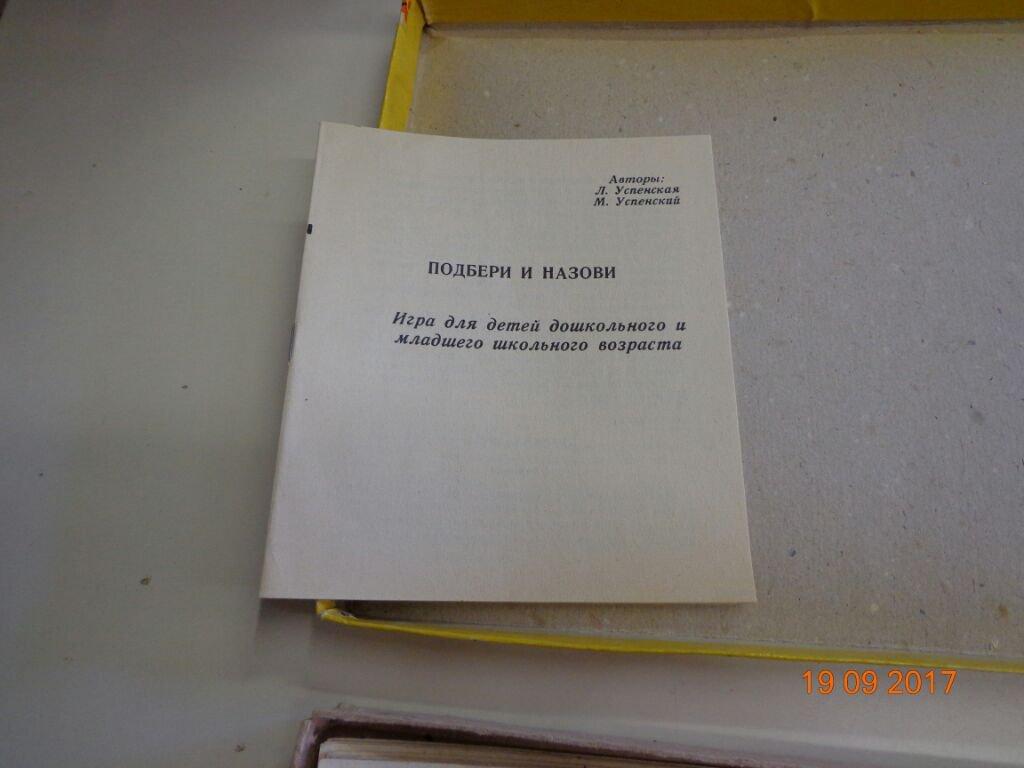 Авторы:
Л. Успенская
М. Успенский
ПОДБЕРИ И НАЗОВИ
Игра для детей дошкольного и
младшего школьного возраста
19 09 2017